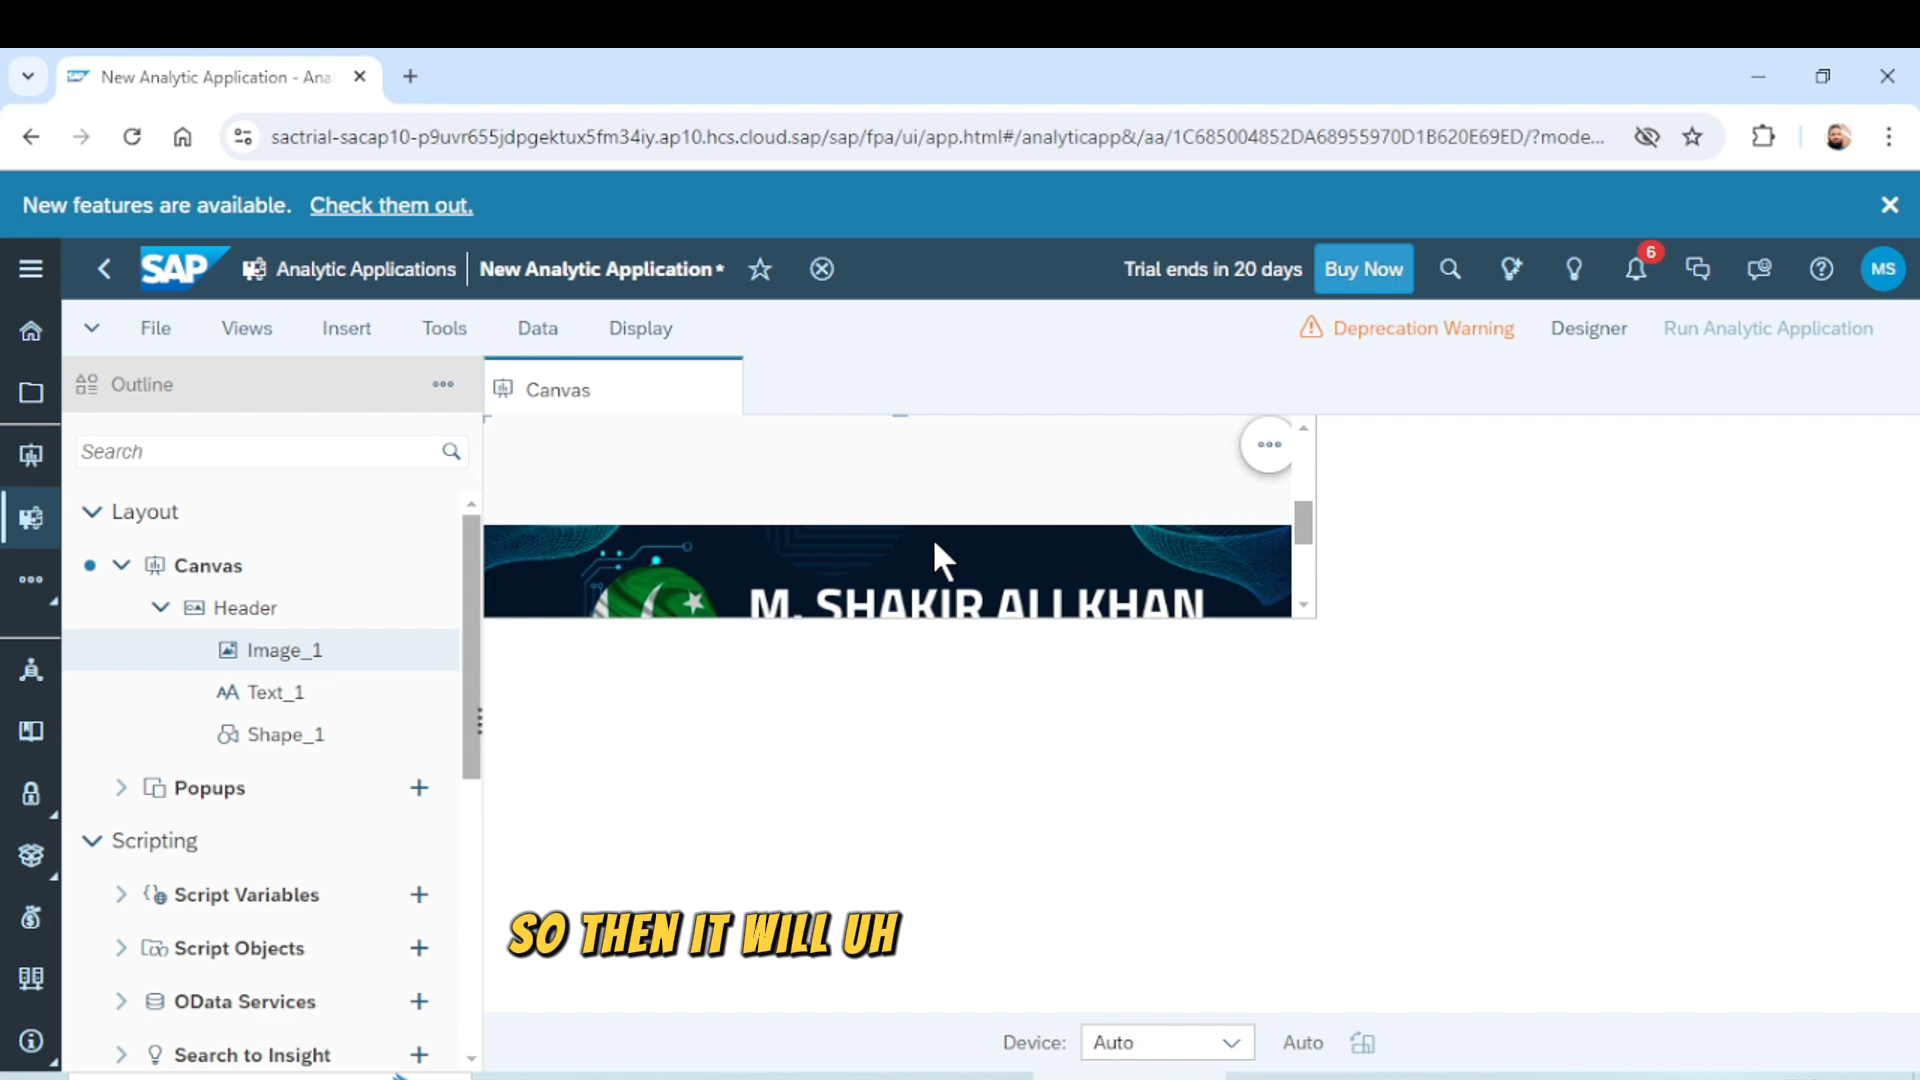 New Analytic Application - Ana
sactrial-sacap10-p9uvr655jdpgektux5fm34iy.ap10.hcs.cloud.sap/sap/fpa/ui/app.html#/analyticapp&/aa/1C685004852DA68955970D1B620E69ED/?mode...
New features are available. Check them out.
SAP Analytic Applications New Analytic Application * Trial ends in 20 days Buy Now 6 MS
File Views Insert Tools Data Display Deprecation Warning Designer Run Analytic Application
Outline
Canvas
Search
Layout
Canvas
Header
Image_1
Text_1
Shape_1
Popups
Scripting
Script Variables
Script Objects
OData Services
Search to Insight
M. SHAKIR ALI KHAN
SO THEN IT WILL UH
Device: Auto Auto